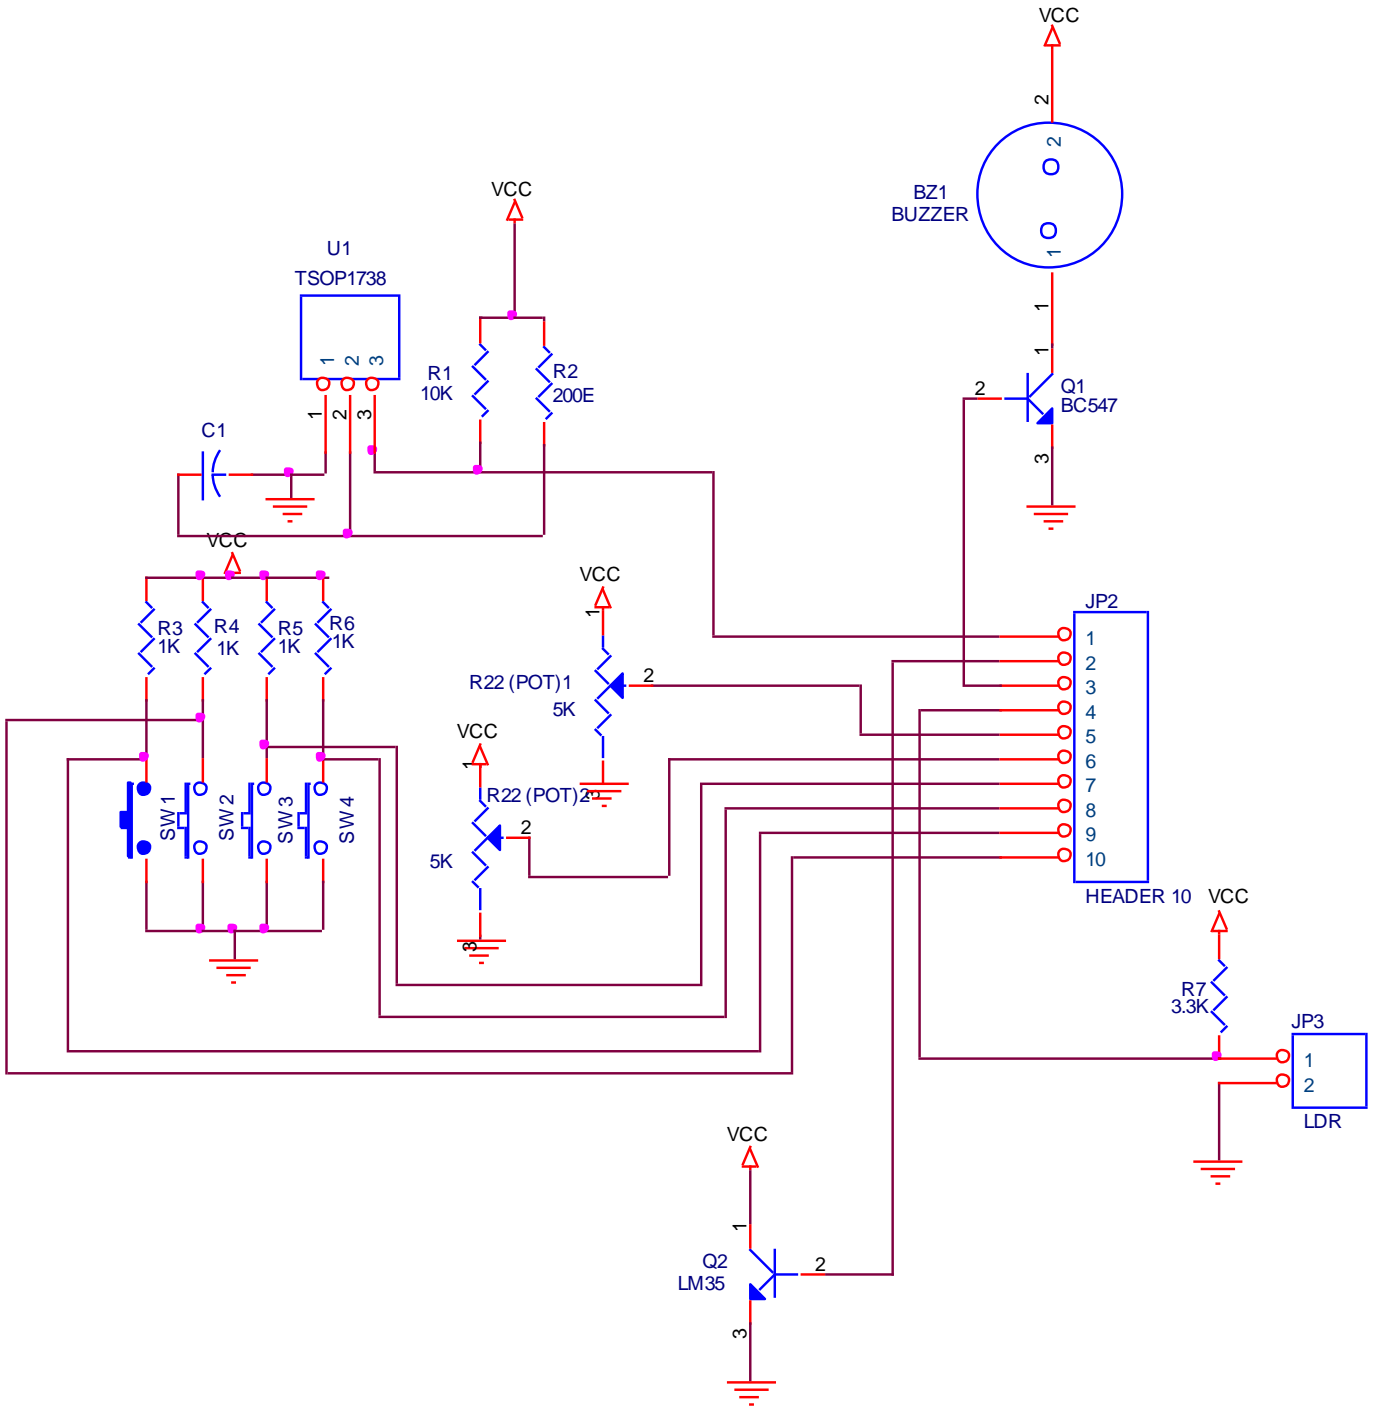 VCC
2
2
BZ1
BUZZER
1
1
VCC
U1
TSOP1738
1 2 3
1 2 3
R1
10K
R2
200E
1
2
Q1
BC547
3
C1
VCC
R3
1K
R4
1K
R5
1K
R6
1K
VCC
1
R22 (POT)1
2
5K
3
VCC
1
R22 (POT)2
2
5K
3
SW1
SW2
SW3
SW4
JP2
1
2
3
4
5
6
7
8
9
10
HEADER 10
VCC
R7
3.3K
JP3
1
2
LDR
VCC
1
Q2
LM35
2
3